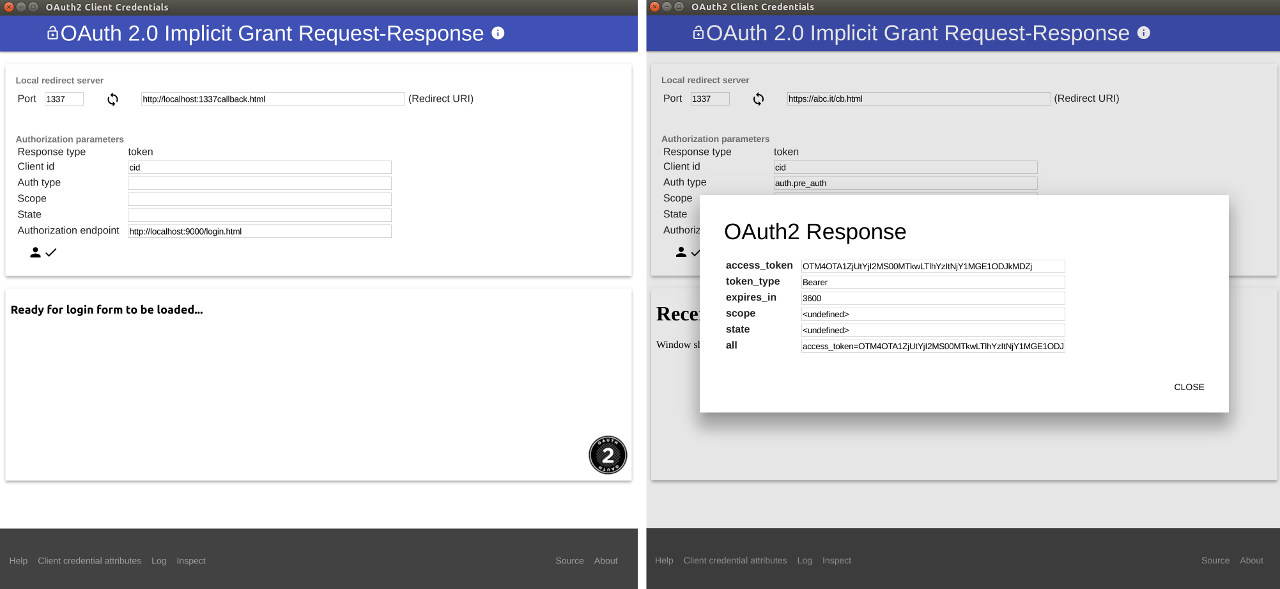 OAuth2 Client Credentials
OAuth 2.0 Implicit Grant Request-Response
Local redirect server
Port 1337 http://localhost:1337callback.html (Redirect URI)
Authorization parameters
Response type token
Client id cid
Auth type
Scope
State
Authorization endpoint http://localhost:9000/login.html
Ready for login form to be loaded...
OAUTH
2
OAUTH
Help Client credential attributes Log Inspect Source About
OAuth2 Client Credentials
OAuth 2.0 Implicit Grant Request-Response
Local redirect server
Port 1337 https://abc.it/cb.html (Redirect URI)
Authorization parameters
Response type token
Client id cid
Auth type auth.pre_auth
Scope
State
Authoriz
Rece
Window sh
OAuth2 Response
access_token OTM4OTA1ZjUtYjI2MS00MTkwLTlhYzItNjY1MGE1ODJkMDZj
token_type Bearer
expires_in 3600
scope <undefined>
state <undefined>
all access_token=OTM4OTA1ZjUtYjI2MS00MTkwLTlhYzItNjY1MGE1ODJ
CLOSE
Help Client credential attributes Log Inspect Source About